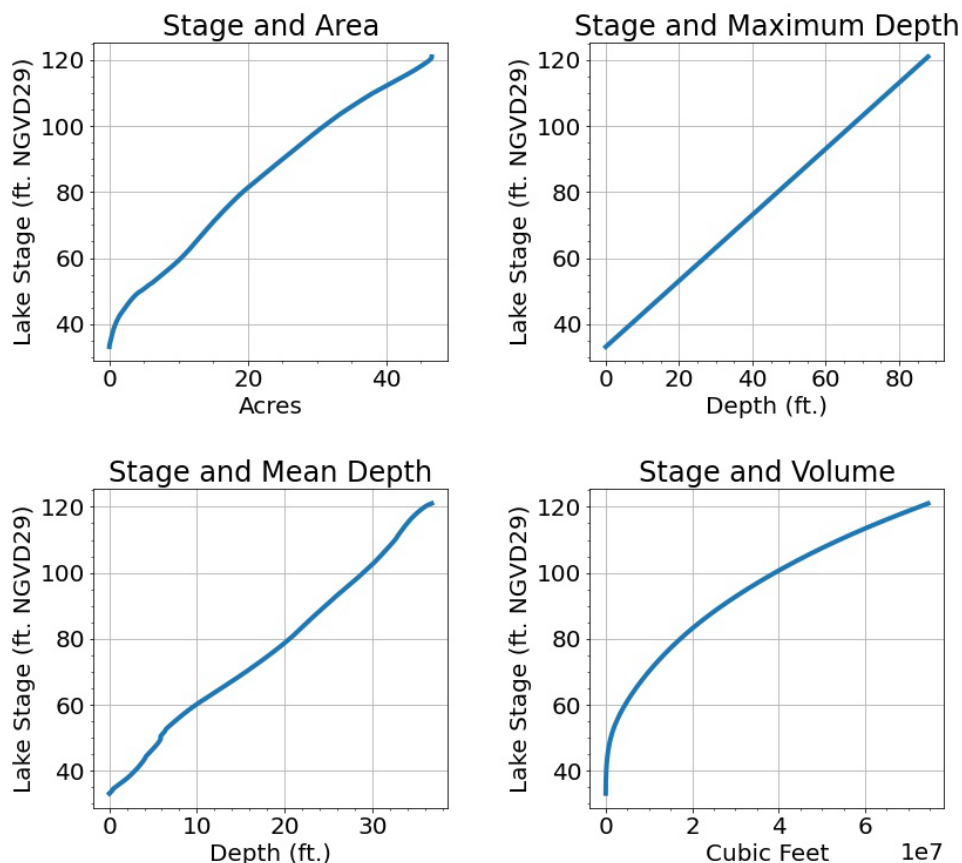 Stage and Area
Lake Stage (ft. NGVD29)
120
100
80
60
40
0 20 40
Acres
Stage and Maximum Depth
Lake Stage (ft. NGVD29)
120
100
80
60
40
0 20 40 60 80
Depth (ft.)
Stage and Mean Depth
Lake Stage (ft. NGVD29)
120
100
80
60
40
0 10 20 30
Depth (ft.)
Stage and Volume
Lake Stage (ft. NGVD29)
120
100
80
60
40
0 2 4 6
Cubic Feet 1e7